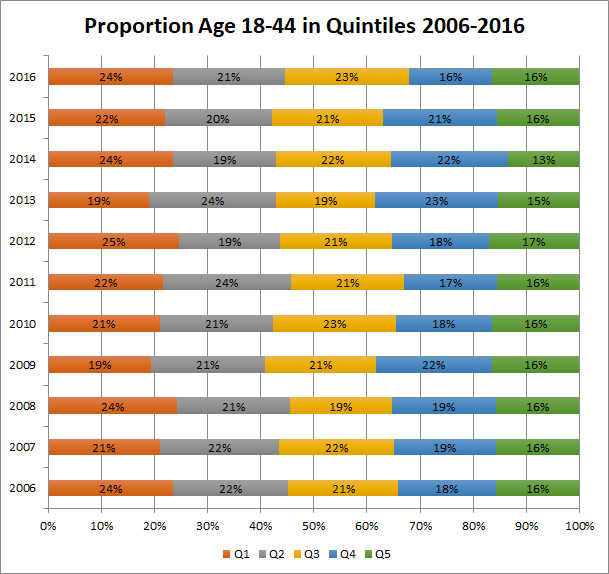 Proportion Age 18-44 in Quintiles 2006-2016
2016 24% 21% 23% 16% 16%
2015 22% 20% 21% 21% 16%
2014 24% 19% 22% 22% 13%
2013 19% 24% 19% 23% 15%
2012 25% 19% 21% 18% 17%
2011 22% 24% 21% 17% 16%
2010 21% 21% 23% 18% 16%
2009 19% 21% 21% 22% 16%
2008 24% 21% 19% 19% 16%
2007 21% 22% 22% 19% 16%
2006 24% 22% 21% 18% 16%
0% 10% 20% 30% 40% 50% 60% 70% 80% 90% 100%
Q1 Q2 Q3 Q4 Q5